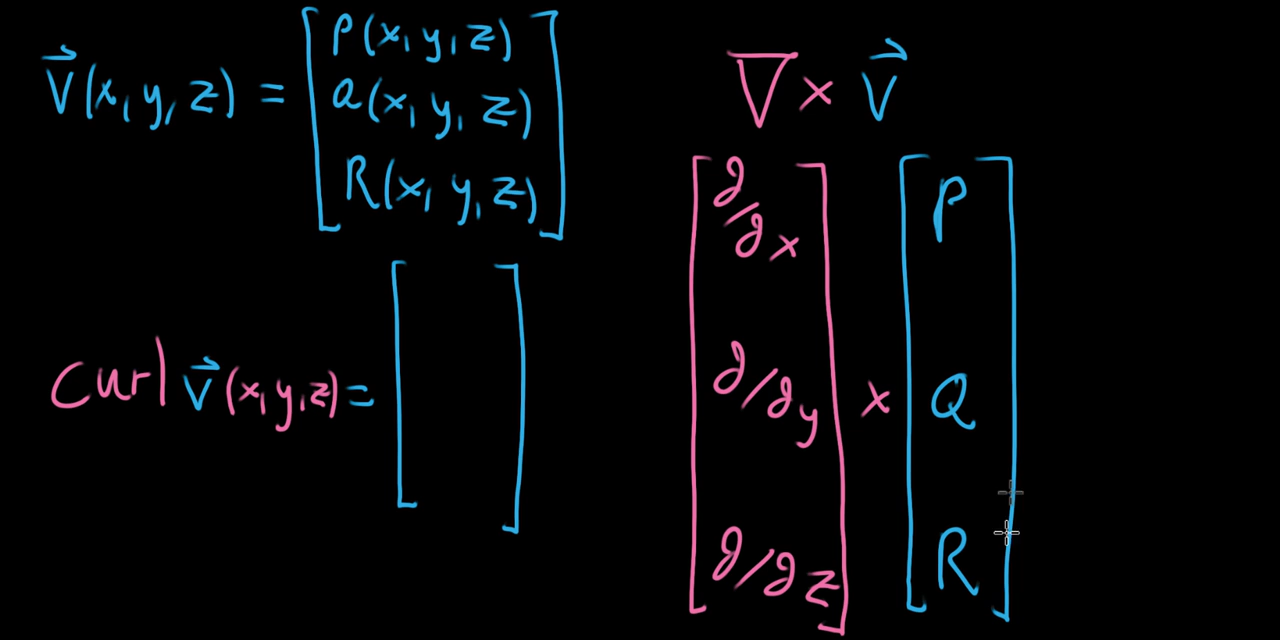 V⃗(x, y, z) = [P(x, y, z)
Q(x, y, z)
R(x, y, z)]
Curl v⃗(x, y, z) = [ ]
∇ × V⃗
[∂/∂x
∂/∂y
∂/∂z] × [P
Q
R]